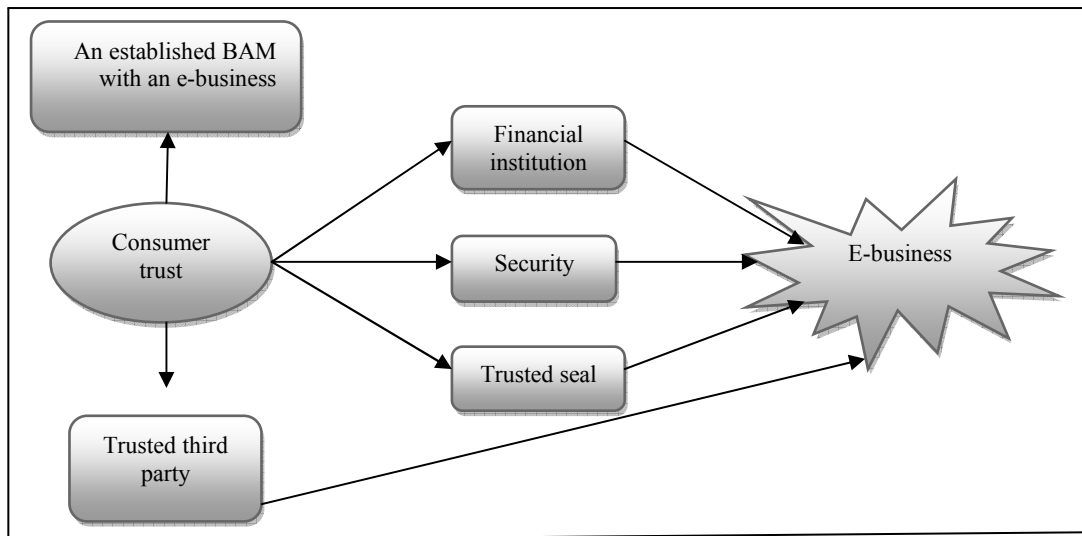 An established BAM
with an e-business
Financial
institution
Consumer
trust
Security
E-business
Trusted seal
Trusted third
party